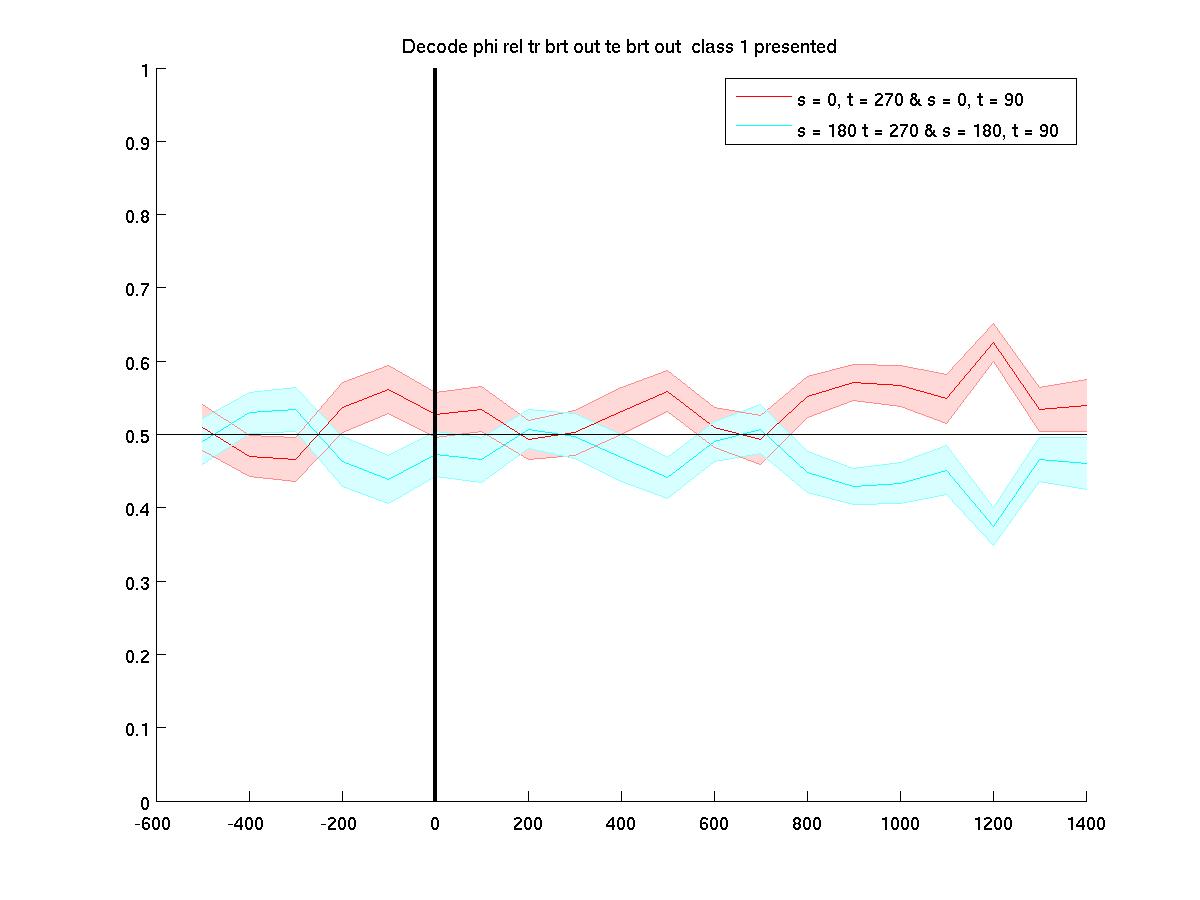 Decode phi rel tr brt out te brt out  class 1 presented
1
s = 0, t = 270 & s = 0, t = 90
s = 180 t = 270 & s = 180, t = 90
0.9
0.8
0.7
0.6
0.5
0.4
0.3
0.2
0.1
0
-600 -400 -200 0 200 400 600 800 1000 1200 1400